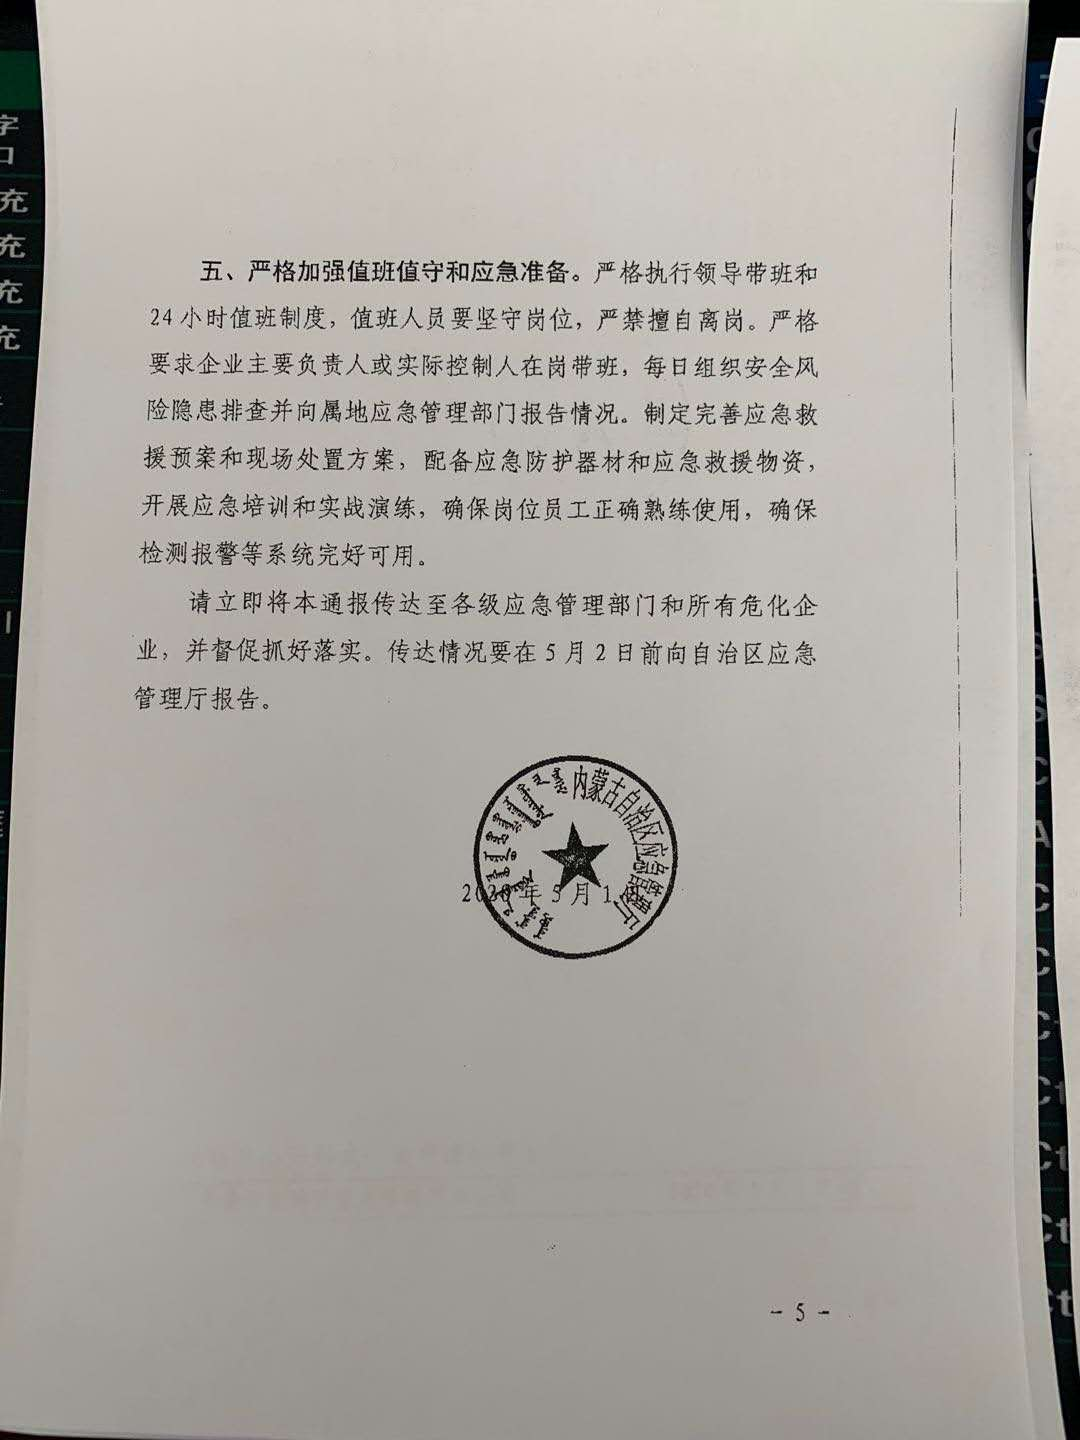 五、严格加强值班值守和应急准备。严格执行领导带班和
24小时值班制度，值班人员要坚守岗位，严禁擅自离岗。严格
要求企业主要负责人或实际控制人在岗带班，每日组织安全风
险隐患排查并向属地应急管理部门报告情况。制定完善应急救
援预案和现场处置方案，配备应急防护器材和应急救援物资，
开展应急培训和实战演练，确保岗位员工正确熟练使用，确保
检测报警等系统完好可用。
请立即将本通报传达至各级应急管理部门和所有危化企
业，并督促抓好落实。传达情况要在5月2日前向自治区应急
管理厅报告。
内蒙古自治区应急管理厅
年5月1
- 5 -
字
口
充
充
充
充
C
A
C
C
Ct
Ct
Ct
Ct
Ct